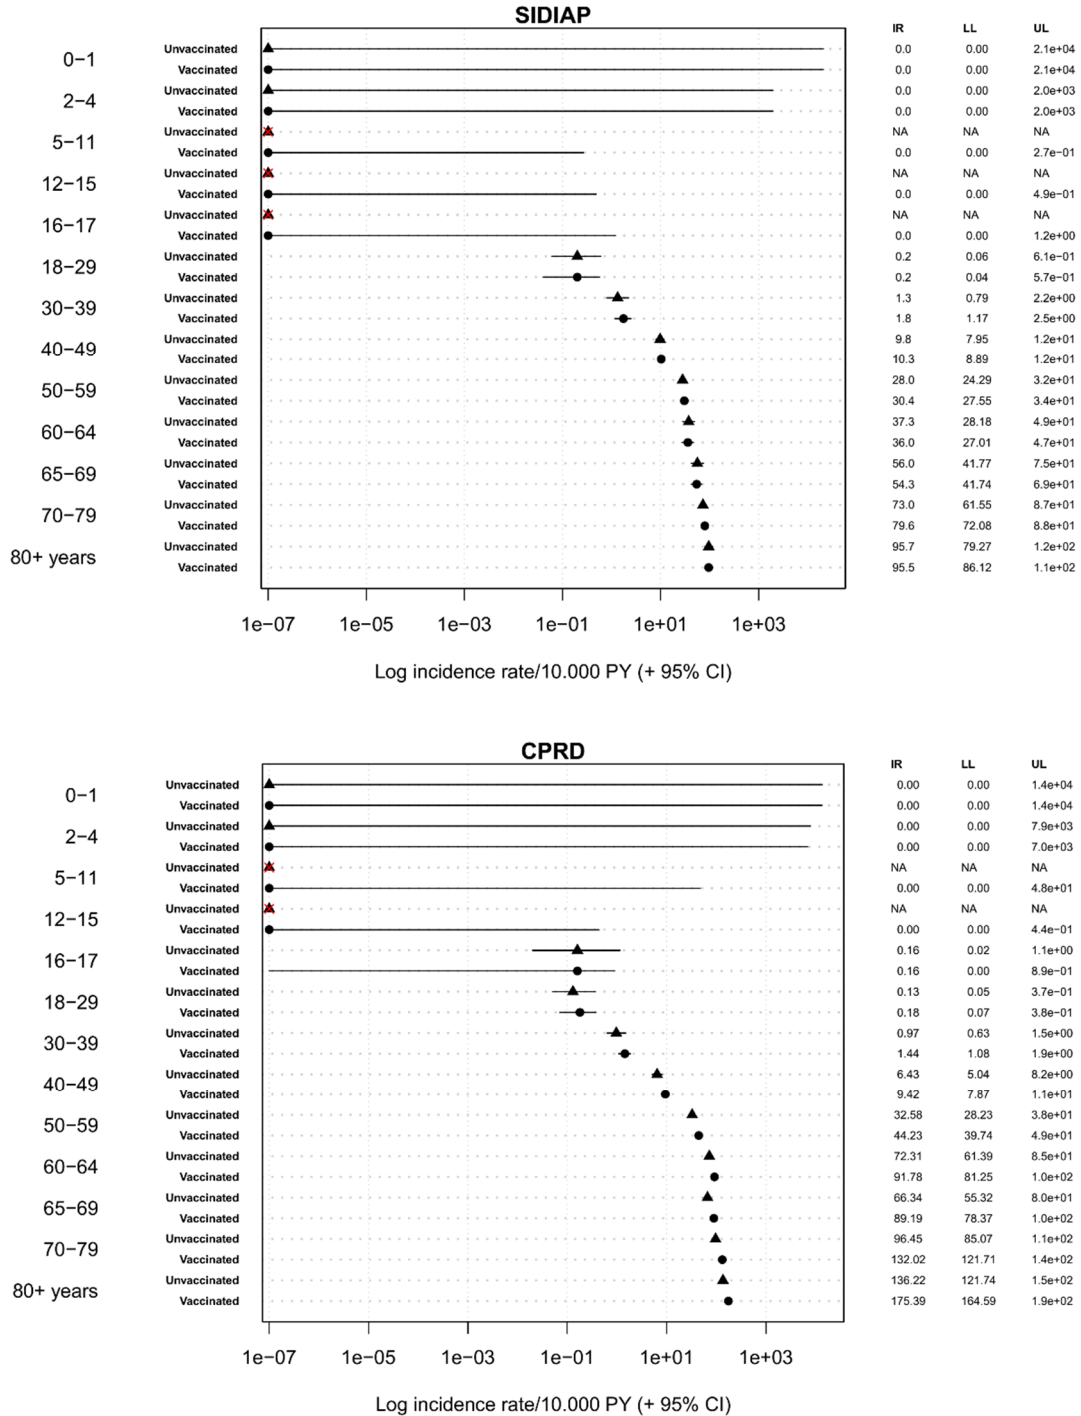 SIDIAP
IR LL UL
0−1 Unvaccinated 0.0 0.00 2.1e+04
Vaccinated 0.0 0.00 2.1e+04
2−4 Unvaccinated 0.0 0.00 2.0e+03
Vaccinated 0.0 0.00 2.0e+03
5−11 Unvaccinated NA NA NA
Vaccinated 0.0 0.00 2.7e−01
12−15 Unvaccinated NA NA NA
Vaccinated 0.0 0.00 4.9e−01
16−17 Unvaccinated NA NA NA
Vaccinated 0.0 0.00 1.2e+00
18−29 Unvaccinated 0.2 0.06 6.1e−01
Vaccinated 0.2 0.04 5.7e−01
30−39 Unvaccinated 1.3 0.79 2.2e+00
Vaccinated 1.8 1.17 2.5e+00
40−49 Unvaccinated 9.8 7.95 1.2e+01
Vaccinated 10.3 8.89 1.2e+01
50−59 Unvaccinated 28.0 24.29 3.2e+01
Vaccinated 30.4 27.55 3.4e+01
60−64 Unvaccinated 37.3 28.18 4.9e+01
Vaccinated 36.0 27.01 4.7e+01
65−69 Unvaccinated 56.0 41.77 7.5e+01
Vaccinated 54.3 41.74 6.9e+01
70−79 Unvaccinated 73.0 61.55 8.7e+01
Vaccinated 79.6 72.08 8.8e+01
80+ years Unvaccinated 95.7 79.27 1.2e+02
Vaccinated 95.5 86.12 1.1e+02
1e−07 1e−05 1e−03 1e−01 1e+01 1e+03
Log incidence rate/10.000 PY (+ 95% CI)
CPRD
IR LL UL
0−1 Unvaccinated 0.00 0.00 1.4e+04
Vaccinated 0.00 0.00 1.4e+04
2−4 Unvaccinated 0.00 0.00 7.9e+03
Vaccinated 0.00 0.00 7.0e+03
5−11 Unvaccinated NA NA NA
Vaccinated 0.00 0.00 4.8e+01
12−15 Unvaccinated NA NA NA
Vaccinated 0.00 0.00 4.4e−01
16−17 Unvaccinated 0.16 0.02 1.1e+00
Vaccinated 0.16 0.00 8.9e−01
18−29 Unvaccinated 0.13 0.05 3.7e−01
Vaccinated 0.18 0.07 3.8e−01
30−39 Unvaccinated 0.97 0.63 1.5e+00
Vaccinated 1.44 1.08 1.9e+00
40−49 Unvaccinated 6.43 5.04 8.2e+00
Vaccinated 9.42 7.87 1.1e+01
50−59 Unvaccinated 32.58 28.23 3.8e+01
Vaccinated 44.23 39.74 4.9e+01
60−64 Unvaccinated 72.31 61.39 8.5e+01
Vaccinated 91.78 81.25 1.0e+02
65−69 Unvaccinated 66.34 55.32 8.0e+01
Vaccinated 89.19 78.37 1.0e+02
70−79 Unvaccinated 96.45 85.07 1.1e+02
Vaccinated 132.02 121.71 1.4e+02
80+ years Unvaccinated 136.22 121.74 1.5e+02
Vaccinated 175.39 164.59 1.9e+02
1e−07 1e−05 1e−03 1e−01 1e+01 1e+03
Log incidence rate/10.000 PY (+ 95% CI)